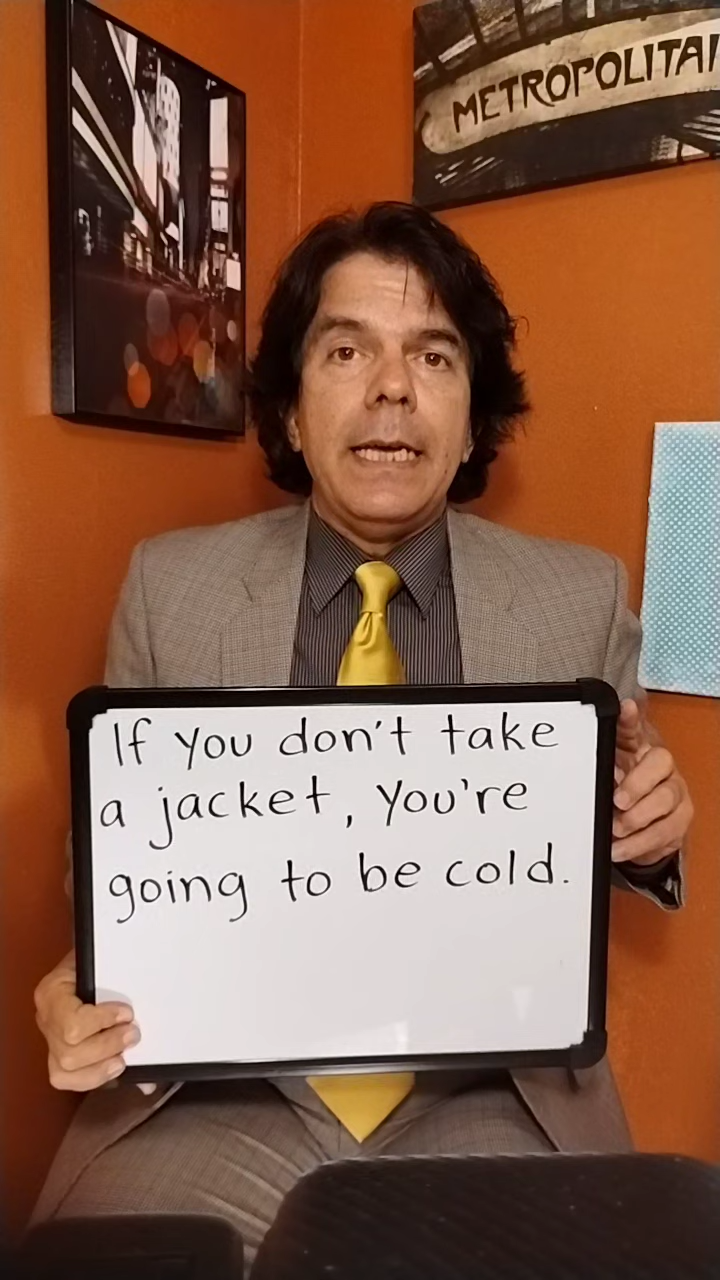 METROPOLITAI
If you don't take
a jacket, you're
going to be cold.